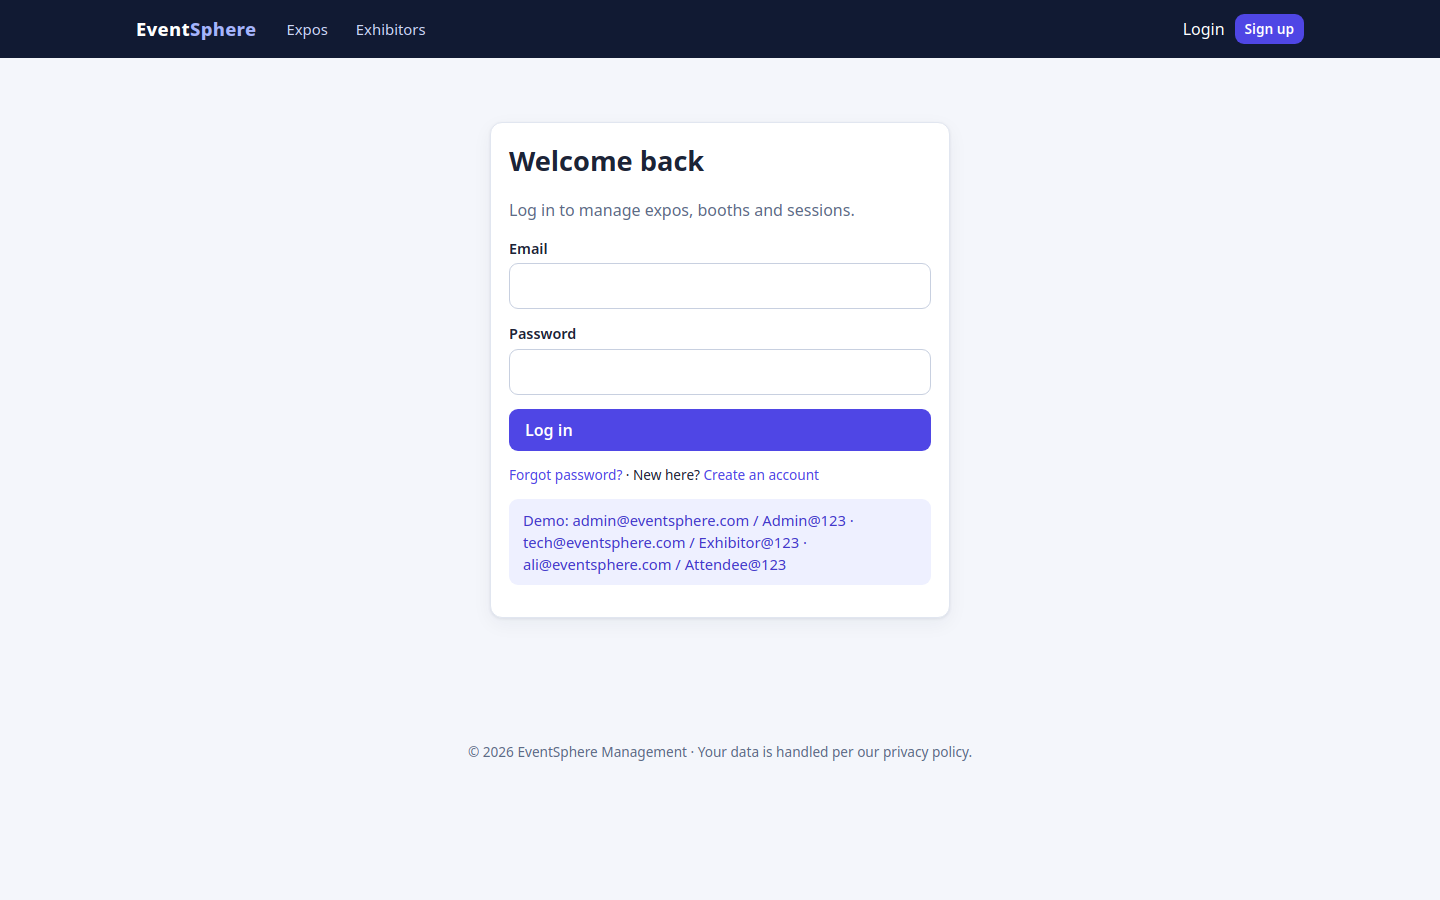 EventSphere Expos Exhibitors Login Sign up
Welcome back
Log in to manage expos, booths and sessions.
Email
Password
Log in
Forgot password? · New here? Create an account
Demo: admin@eventsphere.com / Admin@123 ·
tech@eventsphere.com / Exhibitor@123 ·
ali@eventsphere.com / Attendee@123
© 2026 EventSphere Management · Your data is handled per our privacy policy.